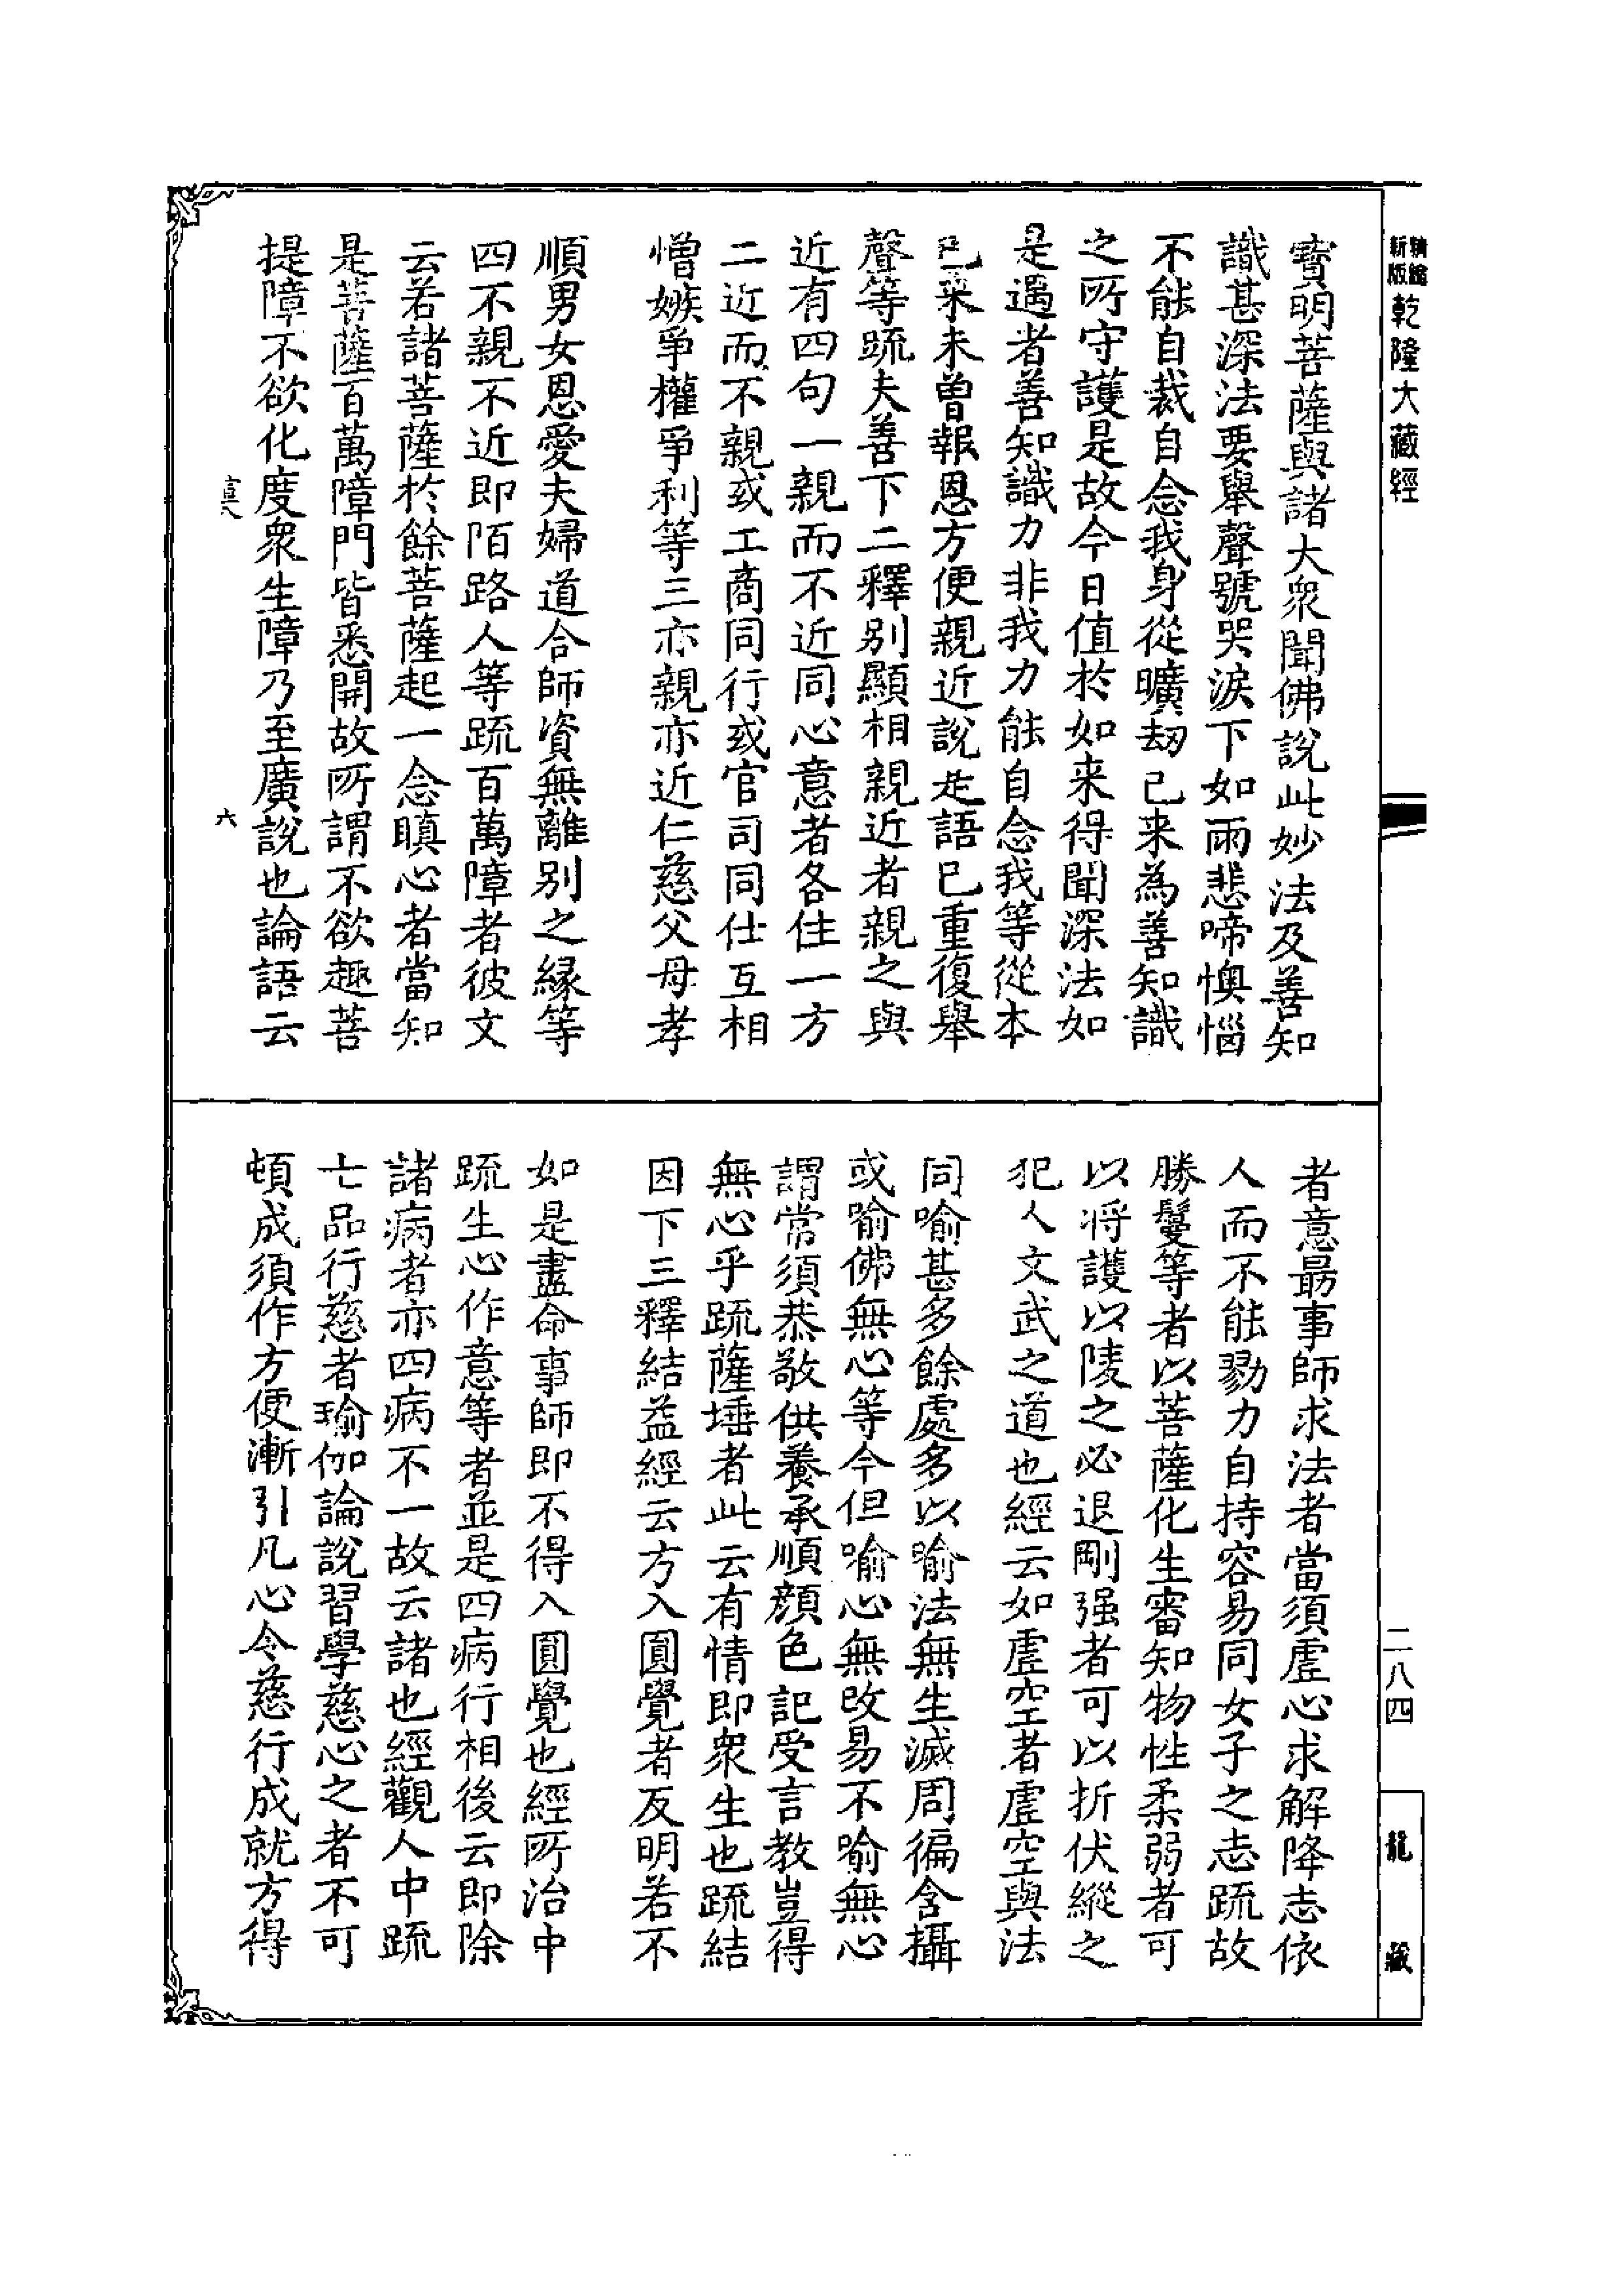 精編新版
乾隆大藏經
寶明菩薩與諸大衆聞佛說此妙法及善知
識甚深法要舉聲號哭淚下如雨悲啼懊惱
不能自裁自念我身從曠刼已来為善知識
之所守護是故今日值於如来得聞深法如
是遇者善知識力非我力能自念我等從本
已来未曾報恩方便親近說是語已重復舉
聲等疏夫善下二釋別顯相親近者親之與
近有四句一親而不近同心意者各住一方
二近而不親或工商同行或官司同仕互相
憎嫉爭權爭利等三亦親亦近仁慈父母孝
順男女恩愛夫婦道合師資無離別之緣等
四不親不近即陌路人等疏百萬障者彼文
云若諸菩薩於餘菩薩起一念瞋心者當知
是菩薩百萬障門皆悉開故所謂不欲趣菩
提障不欲化度衆生障乃至廣說也論語云
六
者意最事師求法者當須虛心求解降志依
人而不能勠力自持容易同女子之志疏故
勝鬘等者以菩薩化生審知物性柔弱者可
以將護以陵之必退剛强者可以折伏縱之
犯人文武之道也經云如虛空者虛空與法
同喻甚多餘處多以喻法無生滅周徧含攝
或喻佛無心等今但喻心無改易不喻無心
謂常須恭敬供養承順顏色記受言教豈得
無心乎疏薩埵者此云有情即衆生也疏結
因下三釋結益經云方入圓覺者反明若不
如是盡命事師即不得入圓覺也經所治中
疏生心作意等者並是四病行相後云即除
諸病者亦四病不一故云諸也經觀人中疏
七品行慈者瑜伽論說習學慈心之者不可
頓成須作方便漸引凡心令慈行成就方得
二八四
龍藏